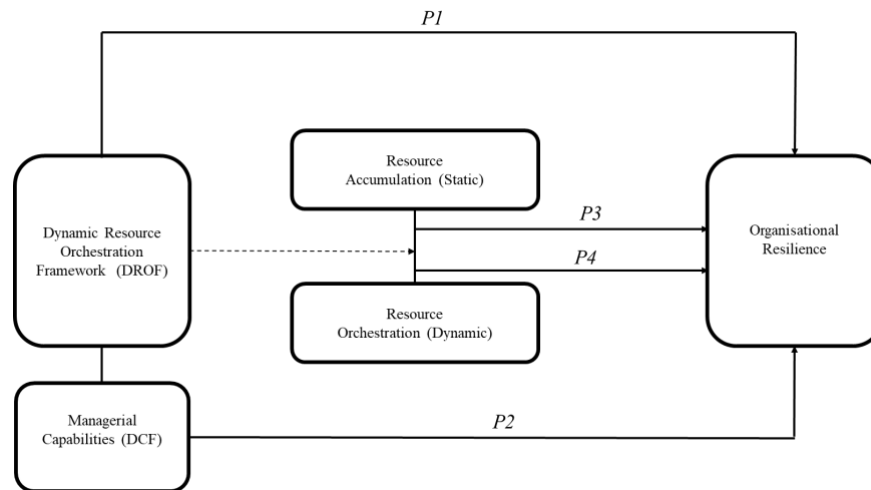 P1
Resource
Accumulation (Static)
P3
Dynamic Resource
Orchestration
Framework (DROF)
Organisational
Resilience
P4
Resource
Orchestration (Dynamic)
Managerial
Capabilities (DCF)
P2